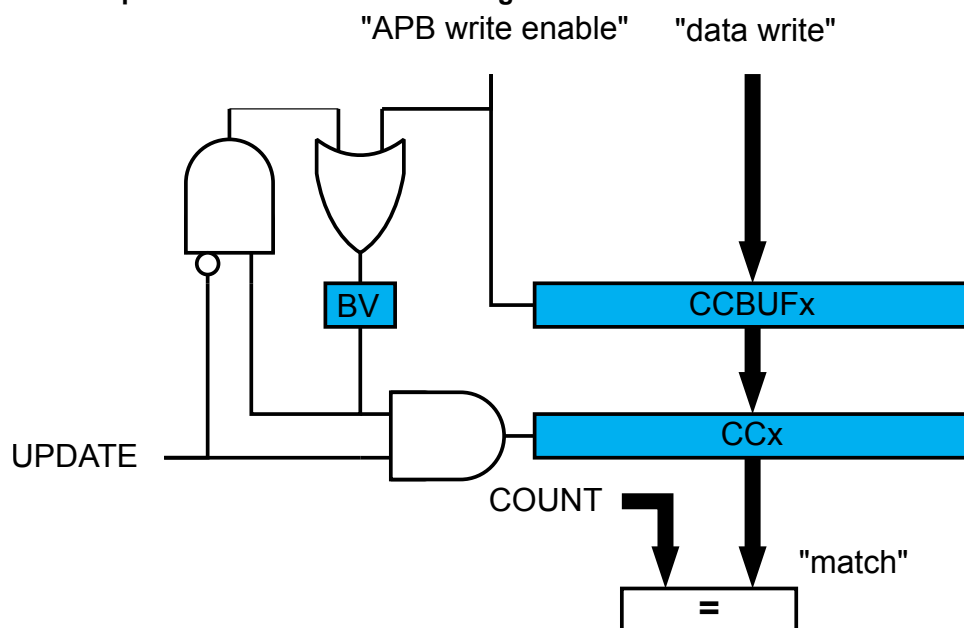 "APB write enable" "data write"
BV
CCBUFx
CCx
UPDATE
COUNT
"match"
=